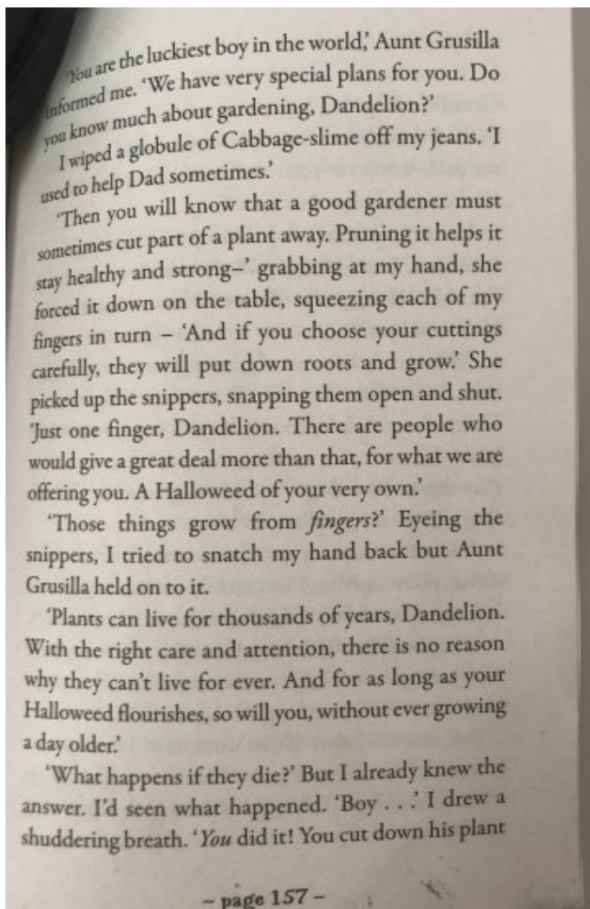 ‘You are the luckiest boy in the world,’ Aunt Grusilla
informed me. ‘We have very special plans for you. Do
you know much about gardening, Dandelion?’
I wiped a globule of Cabbage-slime off my jeans. ‘I
used to help Dad sometimes.’
‘Then you will know that a good gardener must
sometimes cut part of a plant away. Pruning it helps it
stay healthy and strong–’ grabbing at my hand, she
forced it down on the table, squeezing each of my
fingers in turn – ‘And if you choose your cuttings
carefully, they will put down roots and grow.’ She
picked up the snippers, snapping them open and shut.
‘Just one finger, Dandelion. There are people who
would give a great deal more than that, for what we are
offering you. A Halloweed of your very own.’
‘Those things grow from fingers?’ Eyeing the
snippers, I tried to snatch my hand back but Aunt
Grusilla held on to it.
‘Plants can live for thousands of years, Dandelion.
With the right care and attention, there is no reason
why they can’t live for ever. And for as long as your
Halloweed flourishes, so will you, without ever growing
a day older.’
‘What happens if they die?’ But I already knew the
answer. I’d seen what happened. ‘Boy . . .’ I drew a
shuddering breath. ‘You did it! You cut down his plant
– page 157 –